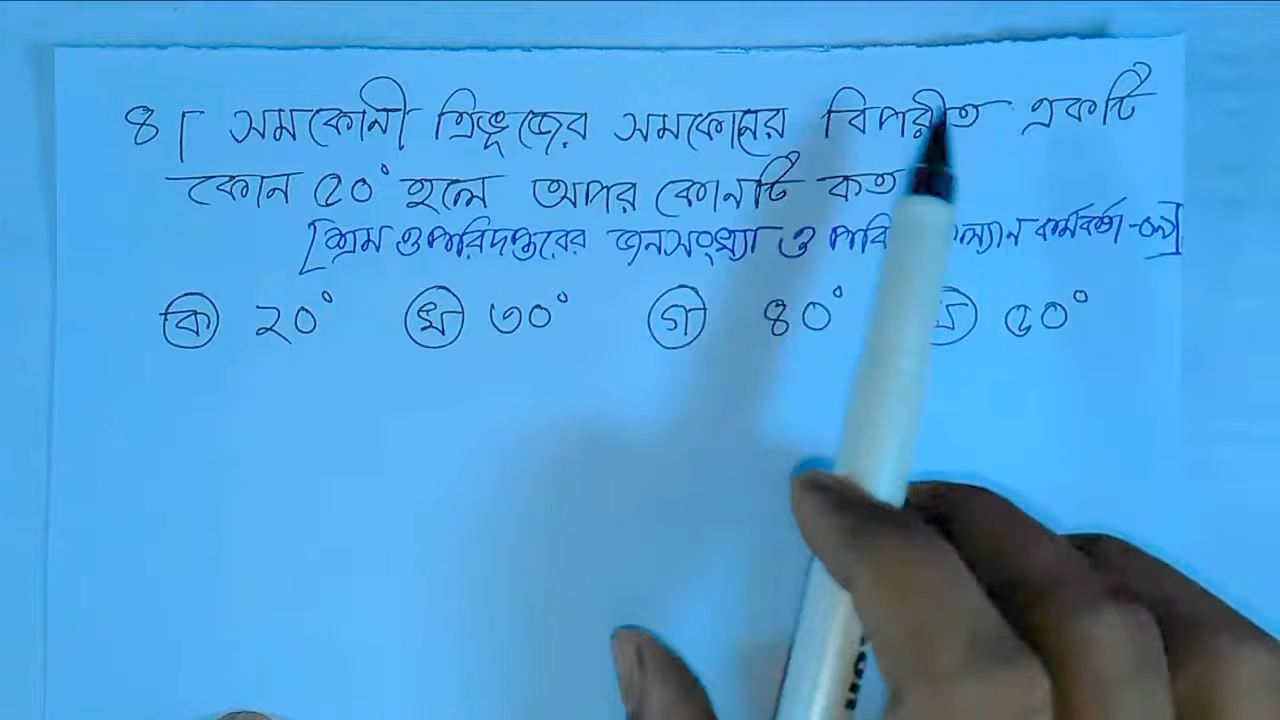 ৪। সমকোনী ত্রিভূজের সমকোনের বিপরীত একটি
কোন ৫০° হলে অপর কোনটি কত
[শ্রম ও পরিদপ্তরের জনসংখ্যা ও পরি কর্মকর্তা-০৯]
ক ২০° খ ৩০° গ ৪০° ৫০°